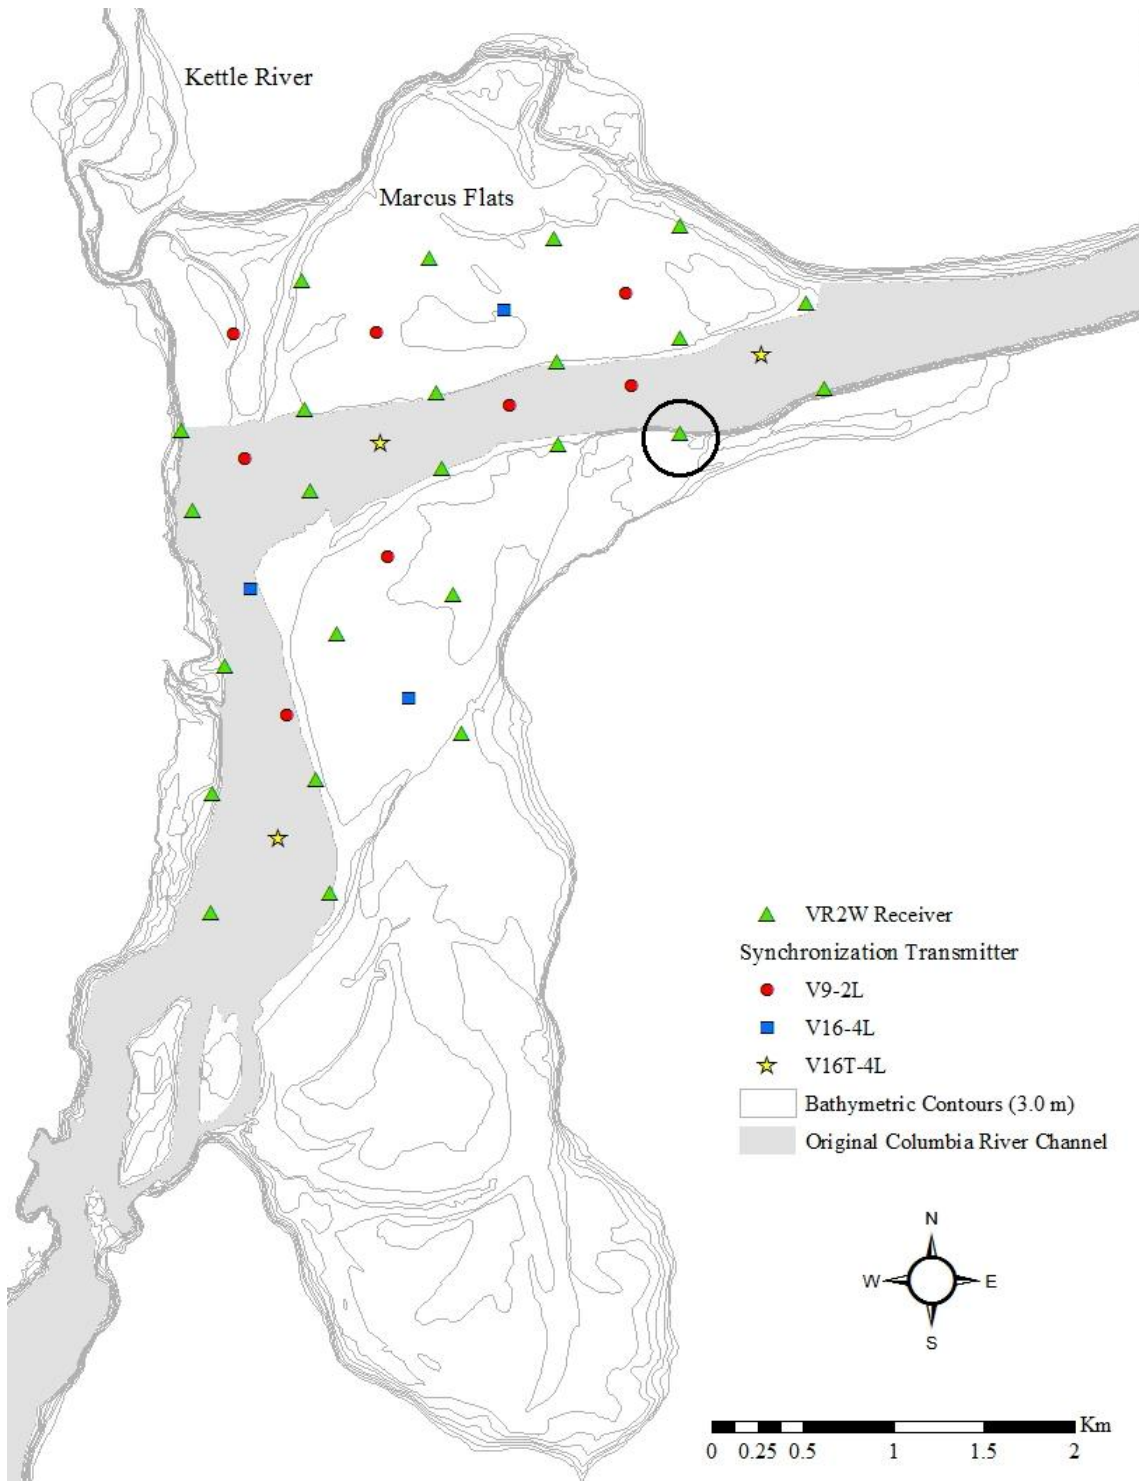 Kettle River
Marcus Flats
VR2W Receiver
Synchronization Transmitter
V9-2L
V16-4L
V16T-4L
Bathymetric Contours (3.0 m)
Original Columbia River Channel
N
W E
S
Km
0 0.25 0.5 1 1.5 2